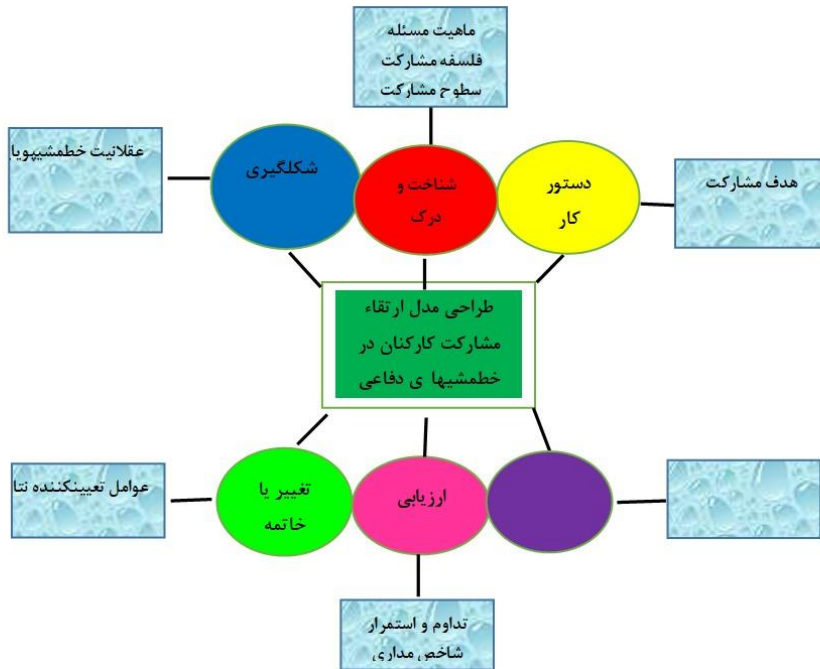 ماهیت مسئله
فلسفه مشارکت
سطوح مشارکت
دستور
کار
شناخت و
درک
شکلگیری
هدف مشارکت
عقلانیت خطمشیپویا
طراحی مدل ارتقاء
مشارکت کارکنان در
خطمشیها ی دفاعی
ارزیابی
تغییر یا
خاتمه
عوامل تعیینکننده نتا
تداوم و استمرار
شاخص مداری